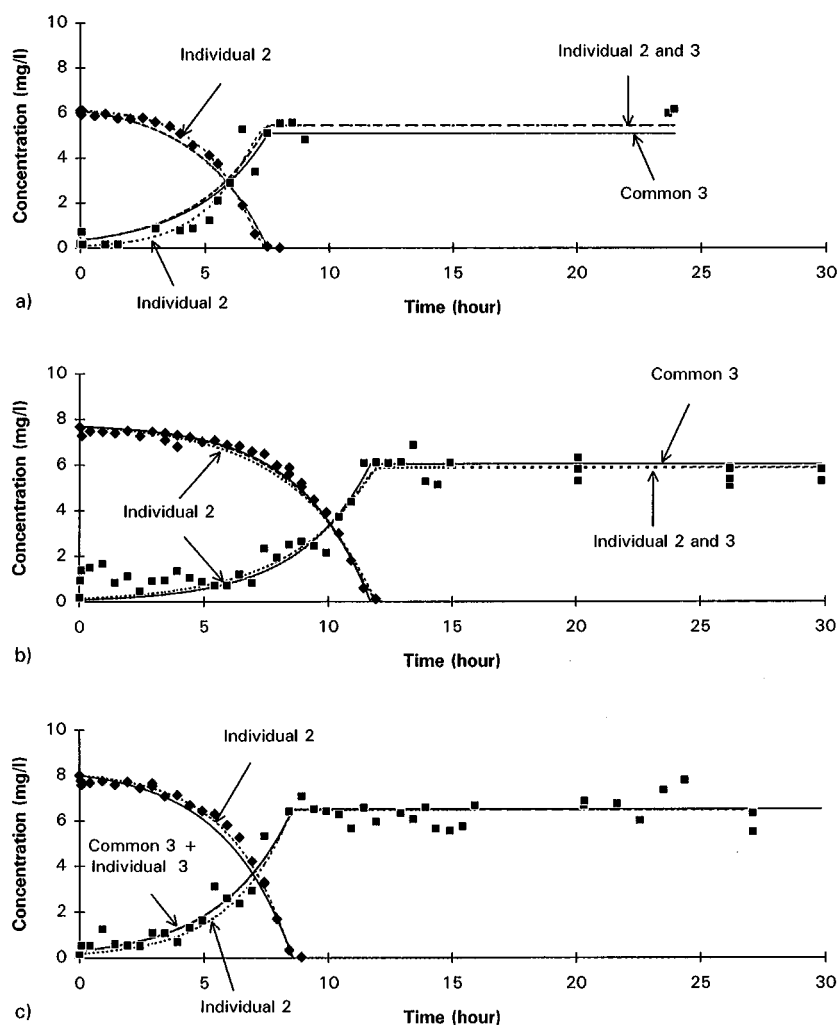 10
8
6
4
2
0
Concentration (mg/l)
Individual 2
Individual 2 and 3
Common 3
Individual 2
0 5 10 15 20 25 30
Time (hour)
a)
10
8
6
4
2
0
Concentration (mg/l)
Common 3
Individual 2
Individual 2 and 3
0 5 10 15 20 25 30
Time (hour)
b)
10
8
6
4
2
0
Concentration (mg/l)
Individual 2
Common 3 +
Individual 3
Individual 2
0 5 10 15 20 25 30
Time (hour)
c)